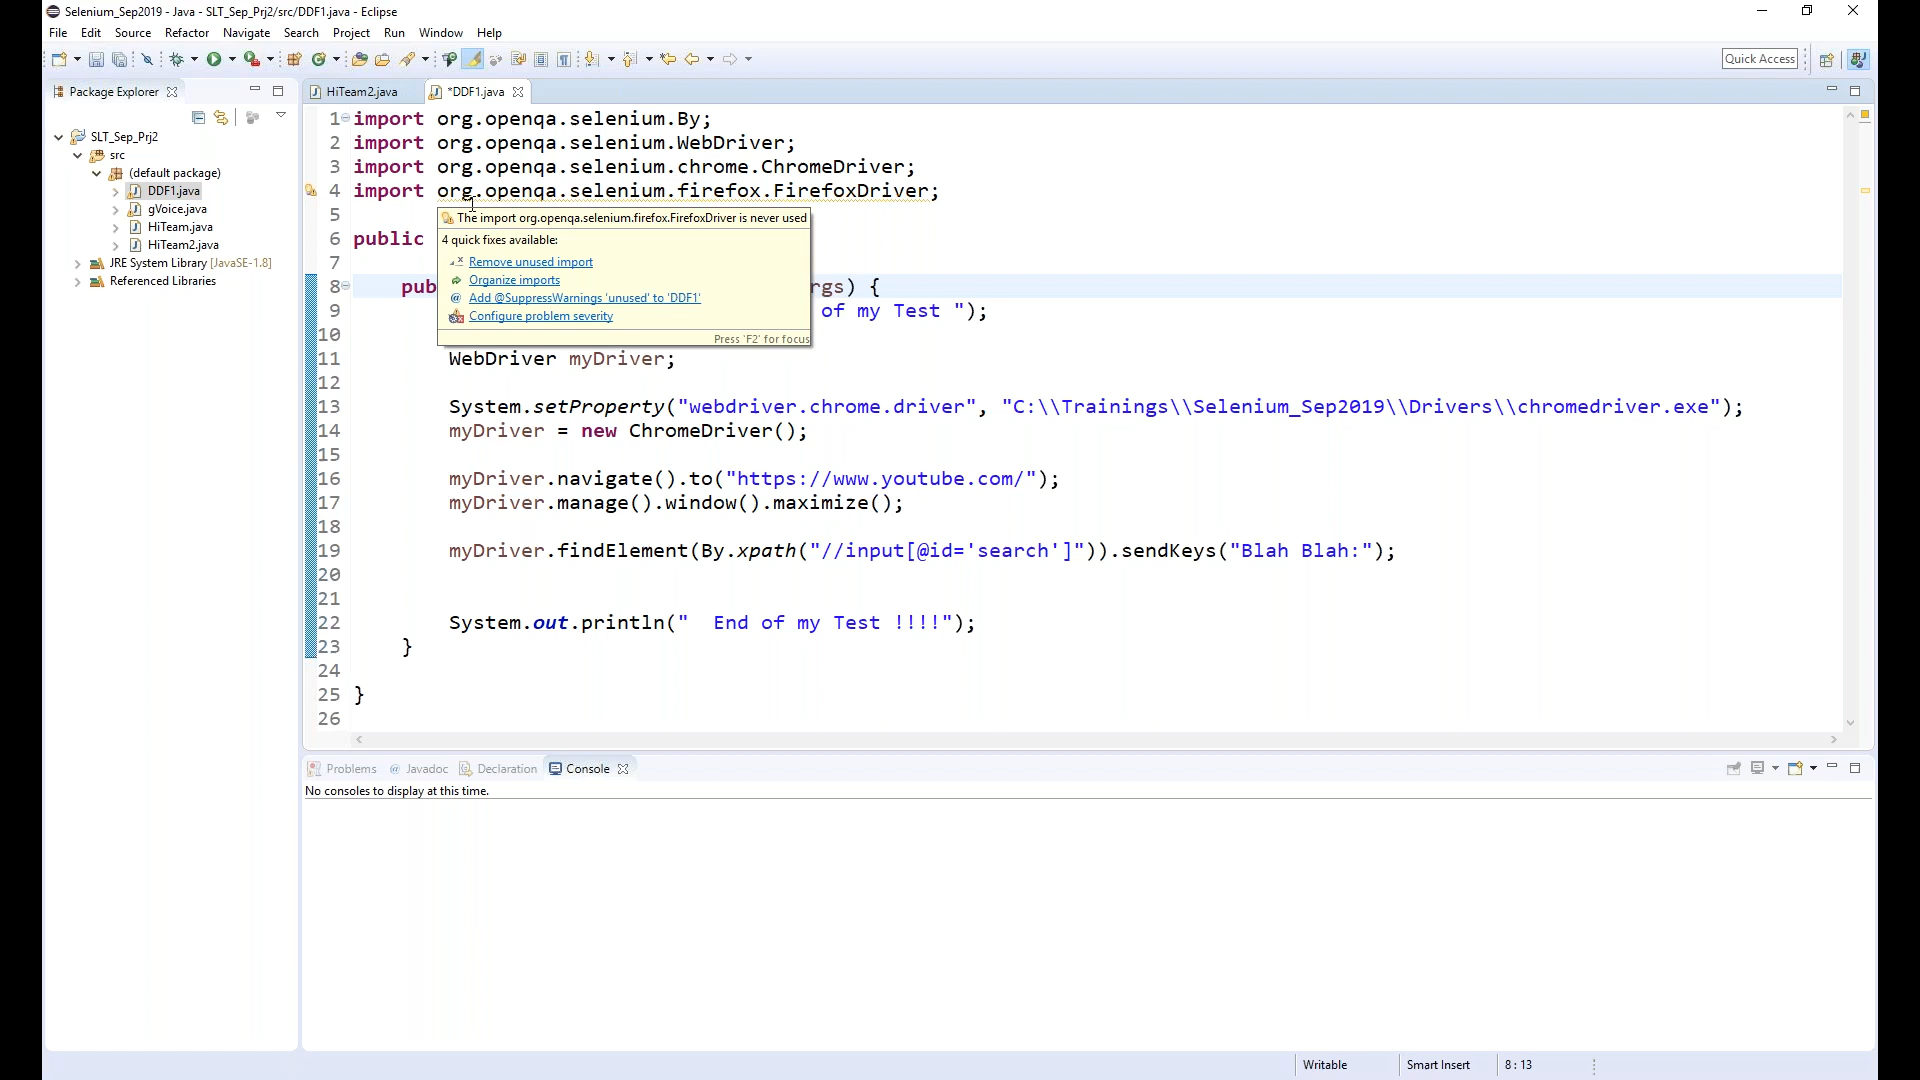 Selenium_Sep2019 - Java - SLT_Sep_Prj2/src/DDF1.java - Eclipse
File Edit Source Refactor Navigate Search Project Run Window Help
Quick Access
Package Explorer
HiTeam2.java *DDF1.java
SLT_Sep_Prj2
src
(default package)
DDF1.java
gVoice.java
HiTeam.java
HiTeam2.java
JRE System Library [JavaSE-1.8]
Referenced Libraries
1 import org.openqa.selenium.By;
2 import org.openqa.selenium.WebDriver;
3 import org.openqa.selenium.chrome.ChromeDriver;
4 import org.openqa.selenium.firefox.FirefoxDriver;
5
6 public
7
8 pub rgs) {
9 of my Test ");
10
The import org.openqa.selenium.firefox.FirefoxDriver is never used
4 quick fixes available:
Remove unused import
Organize imports
Add @SuppressWarnings 'unused' to 'DDF1'
Configure problem severity
Press 'F2' for focus
11 WebDriver myDriver;
12
13 System.setProperty("webdriver.chrome.driver", "C:\\Trainings\\Selenium_Sep2019\\Drivers\\chromedriver.exe");
14 myDriver = new ChromeDriver();
15
16 myDriver.navigate().to("https://www.youtube.com/");
17 myDriver.manage().window().maximize();
18
19 myDriver.findElement(By.xpath("//input[@id='search']")).sendKeys("Blah Blah:");
20
21
22 System.out.println("  End of my Test !!!!");
23 }
24
25 }
26
Problems @ Javadoc Declaration Console
No consoles to display at this time.
Writable Smart Insert 8 : 13